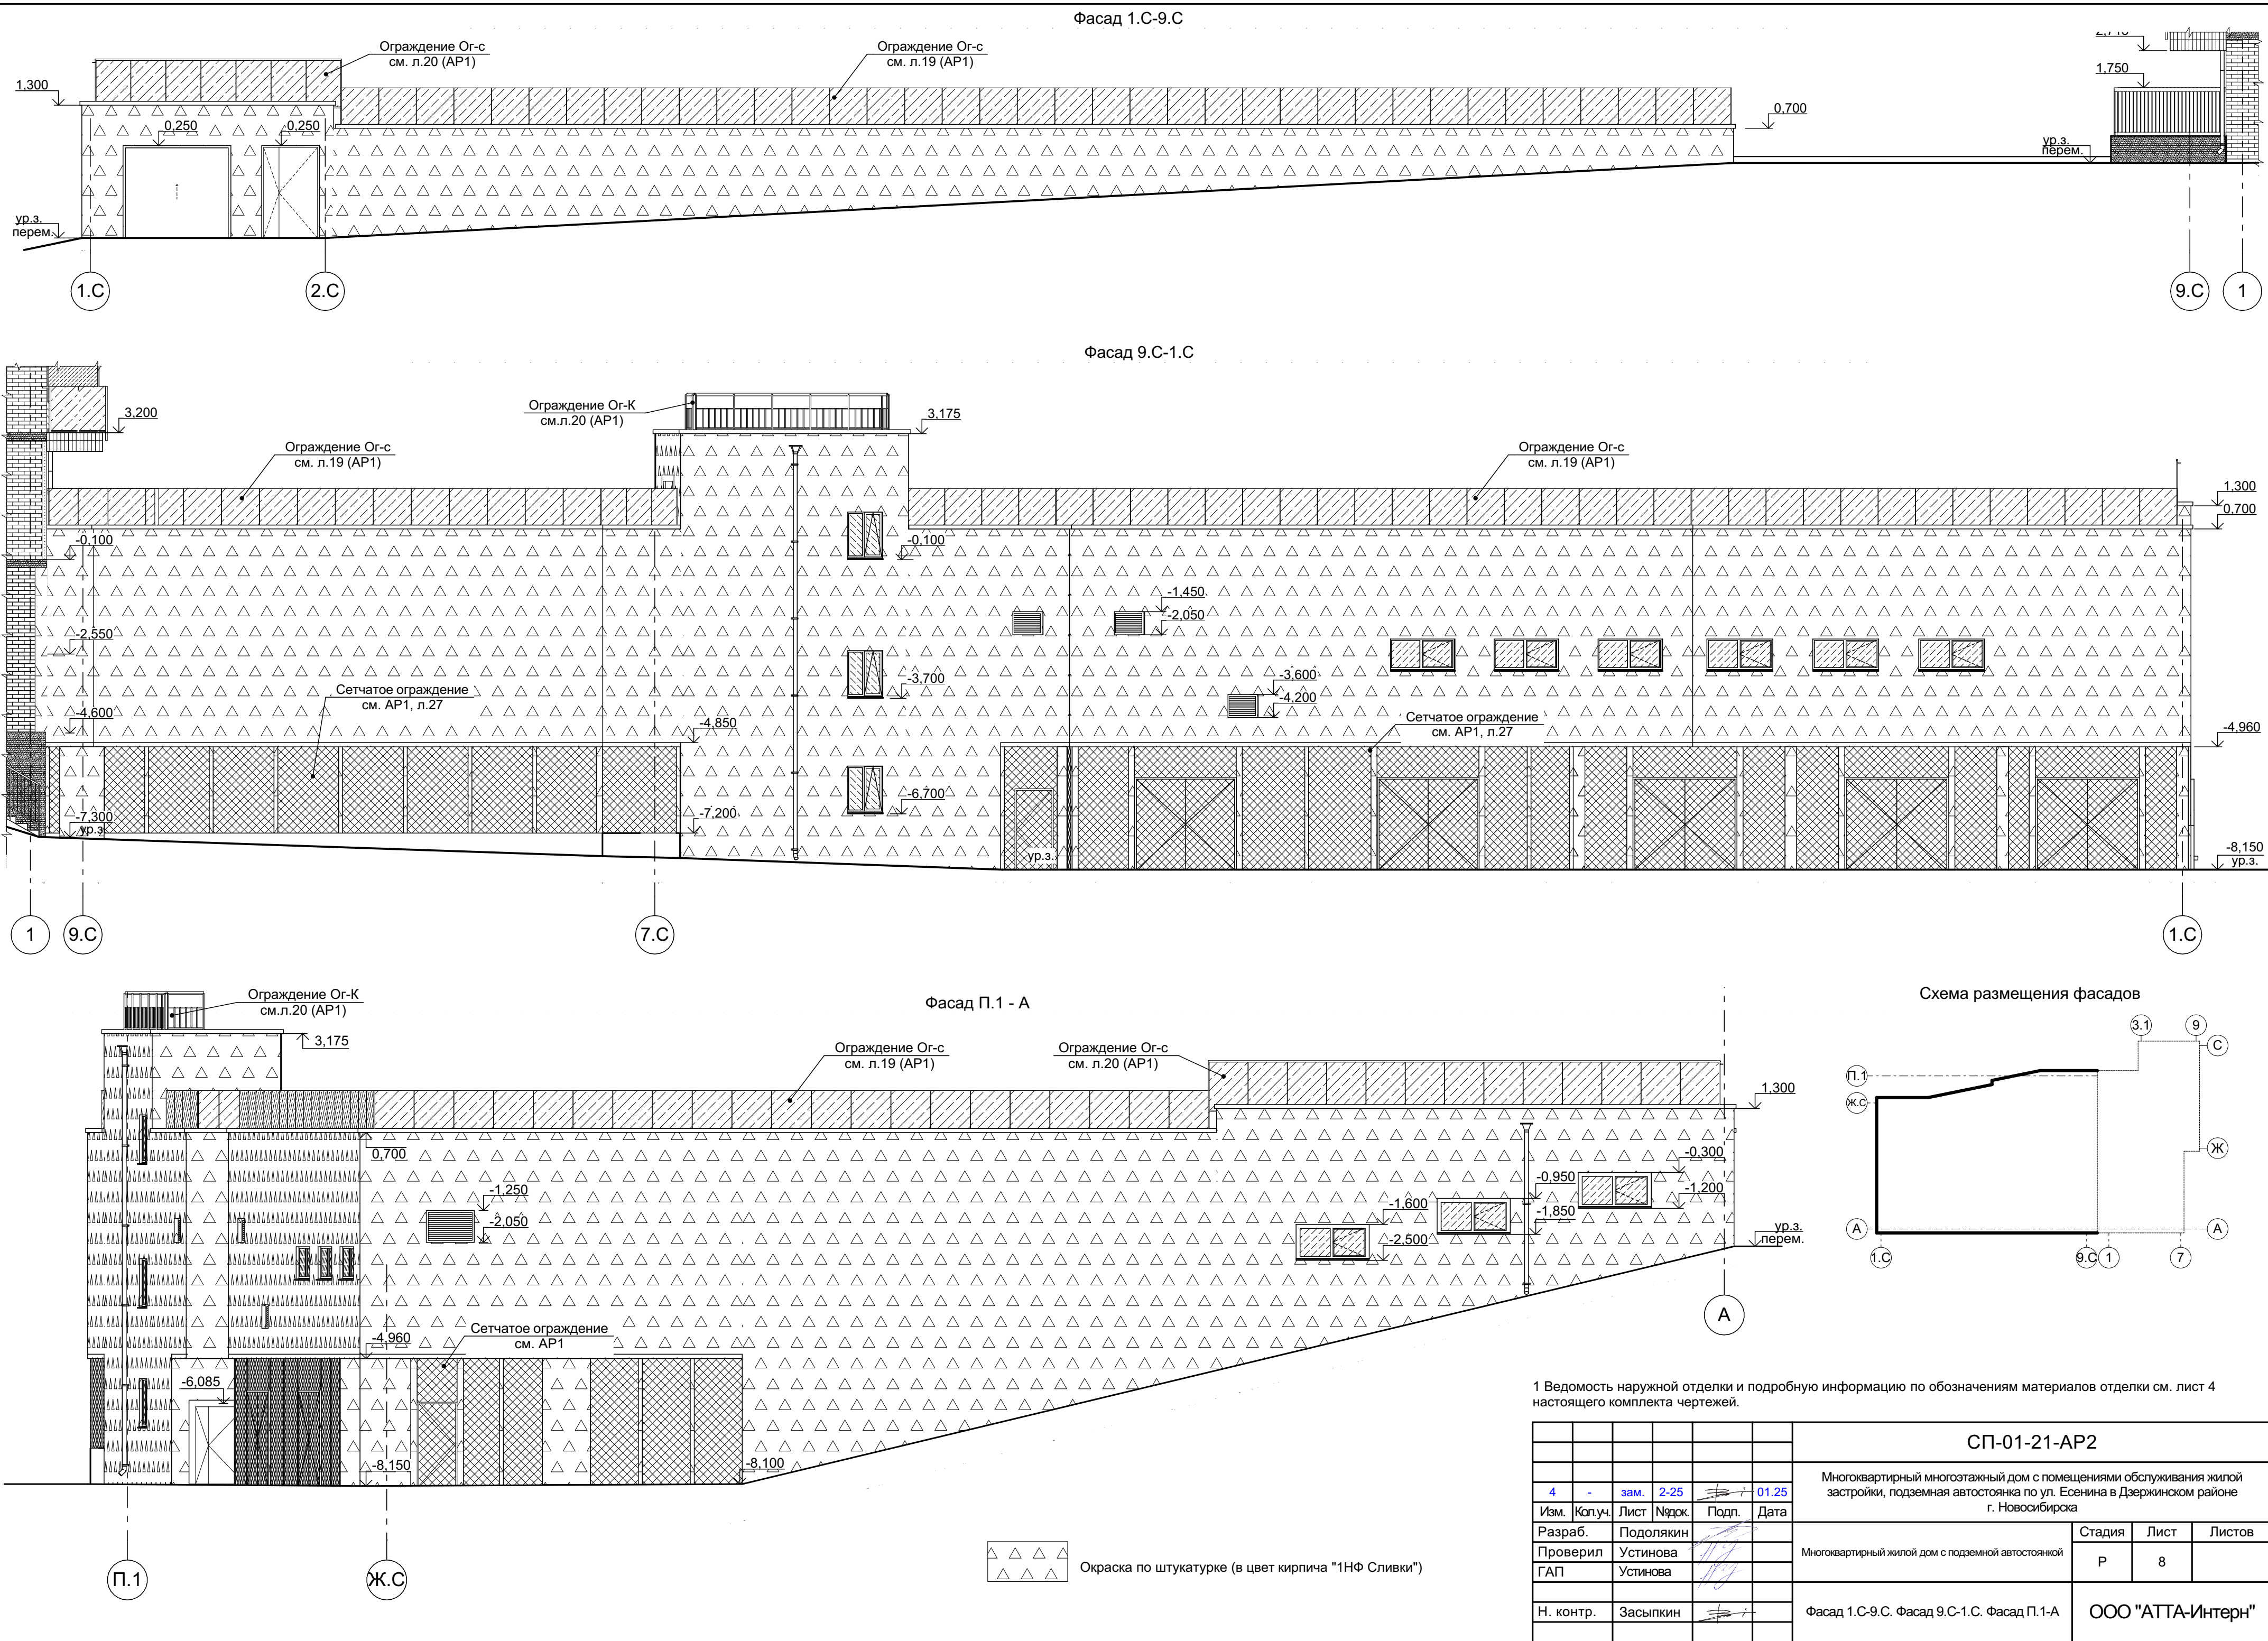 Фасад 1.С-9.С
Ограждение Ог-с
см. л.20 (АР1)
Ограждение Ог-с
см. л.19 (АР1)
1,300
0,250
0,250
ур.з.
перем.
0,700
1,750
ур.з.
перем.
1.С
2.С
9.С
1
Фасад 9.С-1.С
3,200
Ограждение Ог-с
см. л.19 (АР1)
Ограждение Ог-К
см.л.20 (АР1)
3,175
Ограждение Ог-с
см. л.19 (АР1)
1,300
0,700
-0,100
-0,100
-1,450
-2,050
-2,550
-3,700
-3,600
-4,200
Сетчатое ограждение
см. АР1, л.27
-4,600
-4,850
Сетчатое ограждение
см. АР1, л.27
-4,960
-6,700
-7,300
ур.з.
-7,200
ур.з.
-8,150
ур.з.
1
9.С
7.С
1.С
Фасад П.1 - А
Ограждение Ог-К
см.л.20 (АР1)
3,175
Ограждение Ог-с
см. л.19 (АР1)
Ограждение Ог-с
см. л.20 (АР1)
1,300
0,700
-0,300
-0,950
-1,200
-1,250
-2,050
-1,600
-1,850
-2,500
ур.з.
перем.
Сетчатое ограждение
см. АР1
-4,960
-6,085
-8,150
-8,100
П.1
Ж.С
А
Схема размещения фасадов
3.1
9
С
П.1
Ж.С
Ж
А
А
1.С
9.С
1
7
Окраска по штукатурке (в цвет кирпича "1НФ Сливки")
1 Ведомость наружной отделки и подробную информацию по обозначениям материалов отделки см. лист 4
настоящего комплекта чертежей.
СП-01-21-АР2
Многоквартирный многоэтажный дом с помещениями обслуживания жилой
застройки, подземная автостоянка по ул. Есенина в Дзержинском районе
г. Новосибирска
4 - зам. 2-25 01.25
Изм. Кол.уч. Лист №док. Подп. Дата
Разраб. Подолякин
Проверил Устинова
ГАП Устинова
Н. контр. Засыпкин
Многоквартирный жилой дом с подземной автостоянкой
Стадия Лист Листов
Р 8
Фасад 1.С-9.С. Фасад 9.С-1.С. Фасад П.1-А
ООО "АТТА-Интерн"